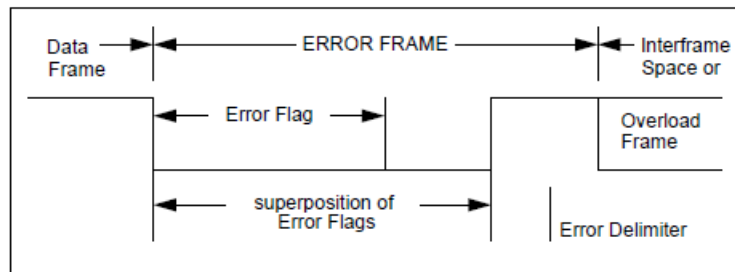 Data
Frame
ERROR FRAME
Interframe
Space or
Error Flag
Overload
Frame
superposition of
Error Flags
Error Delimiter